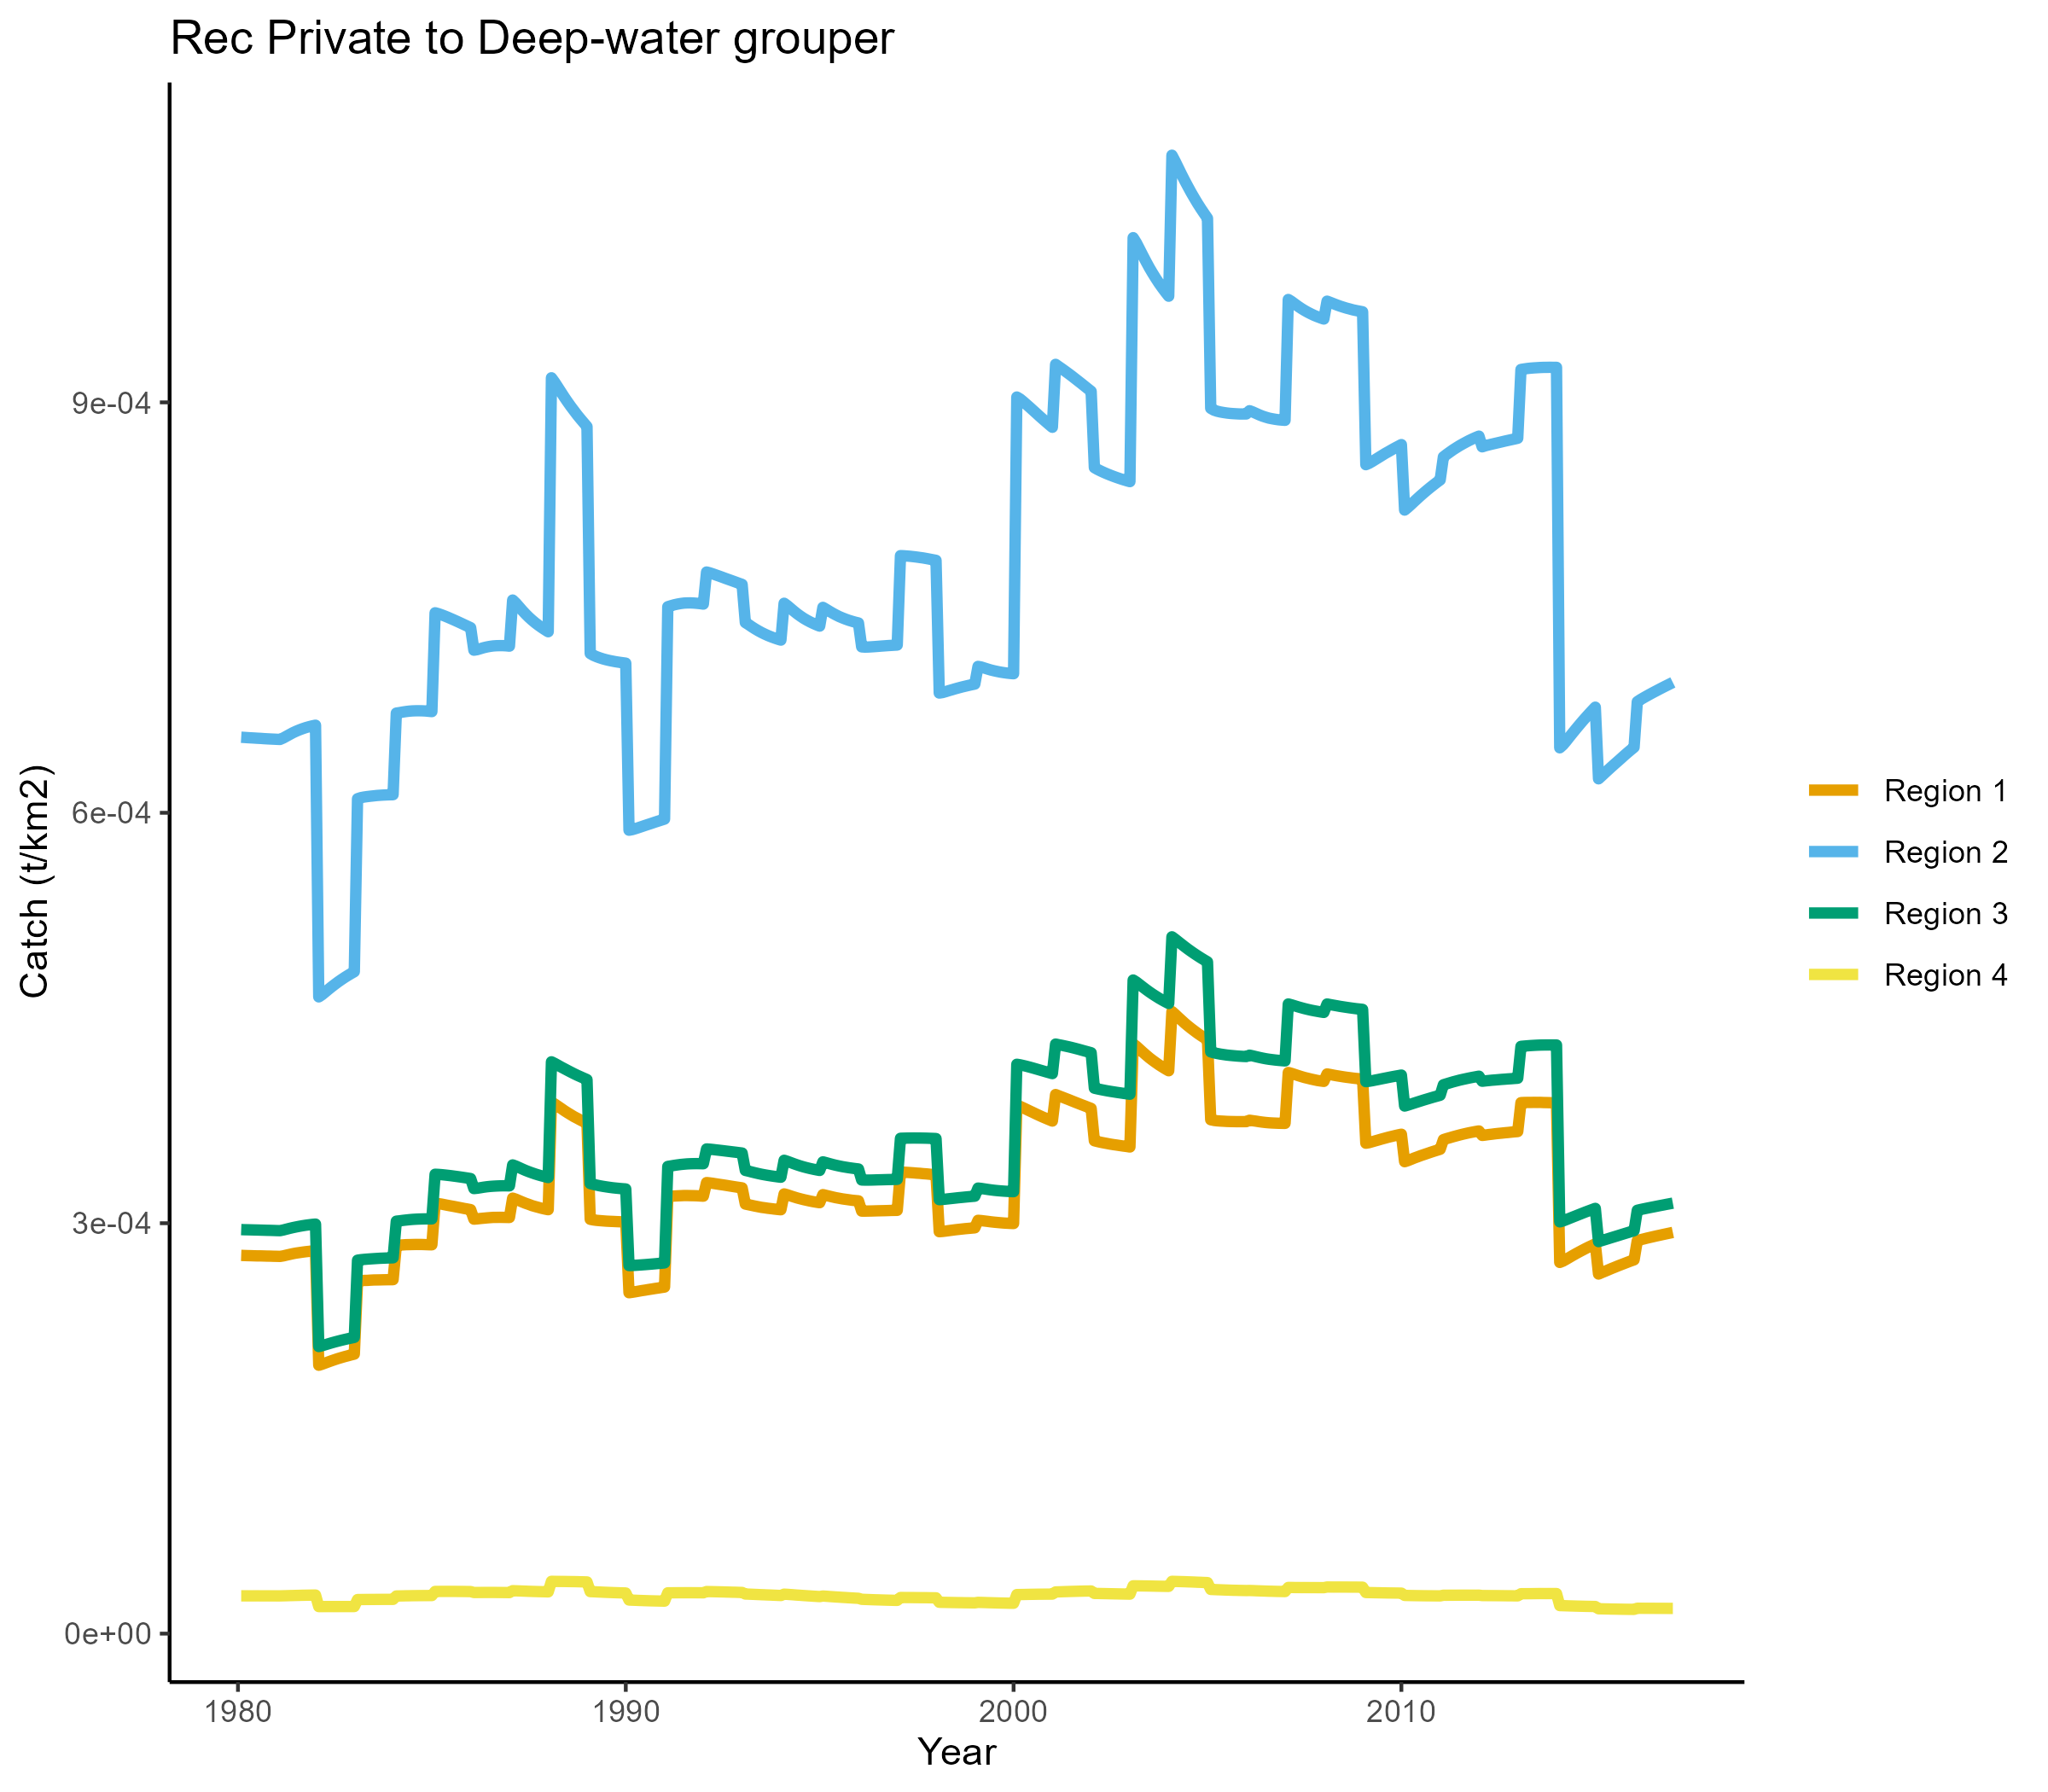 Rec Private to Deep-water grouper
Catch (t/km2)
9e-04
6e-04
3e-04
0e+00
1980
1990
2000
2010
Year
Region 1
Region 2
Region 3
Region 4